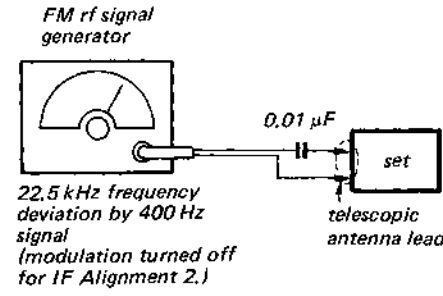 FM rf signal
generator
0.01 µF
set
22.5 kHz frequency
deviation by 400 Hz
signal
(modulation turned off
for IF Alignment 2.)
telescopic
antenna lead